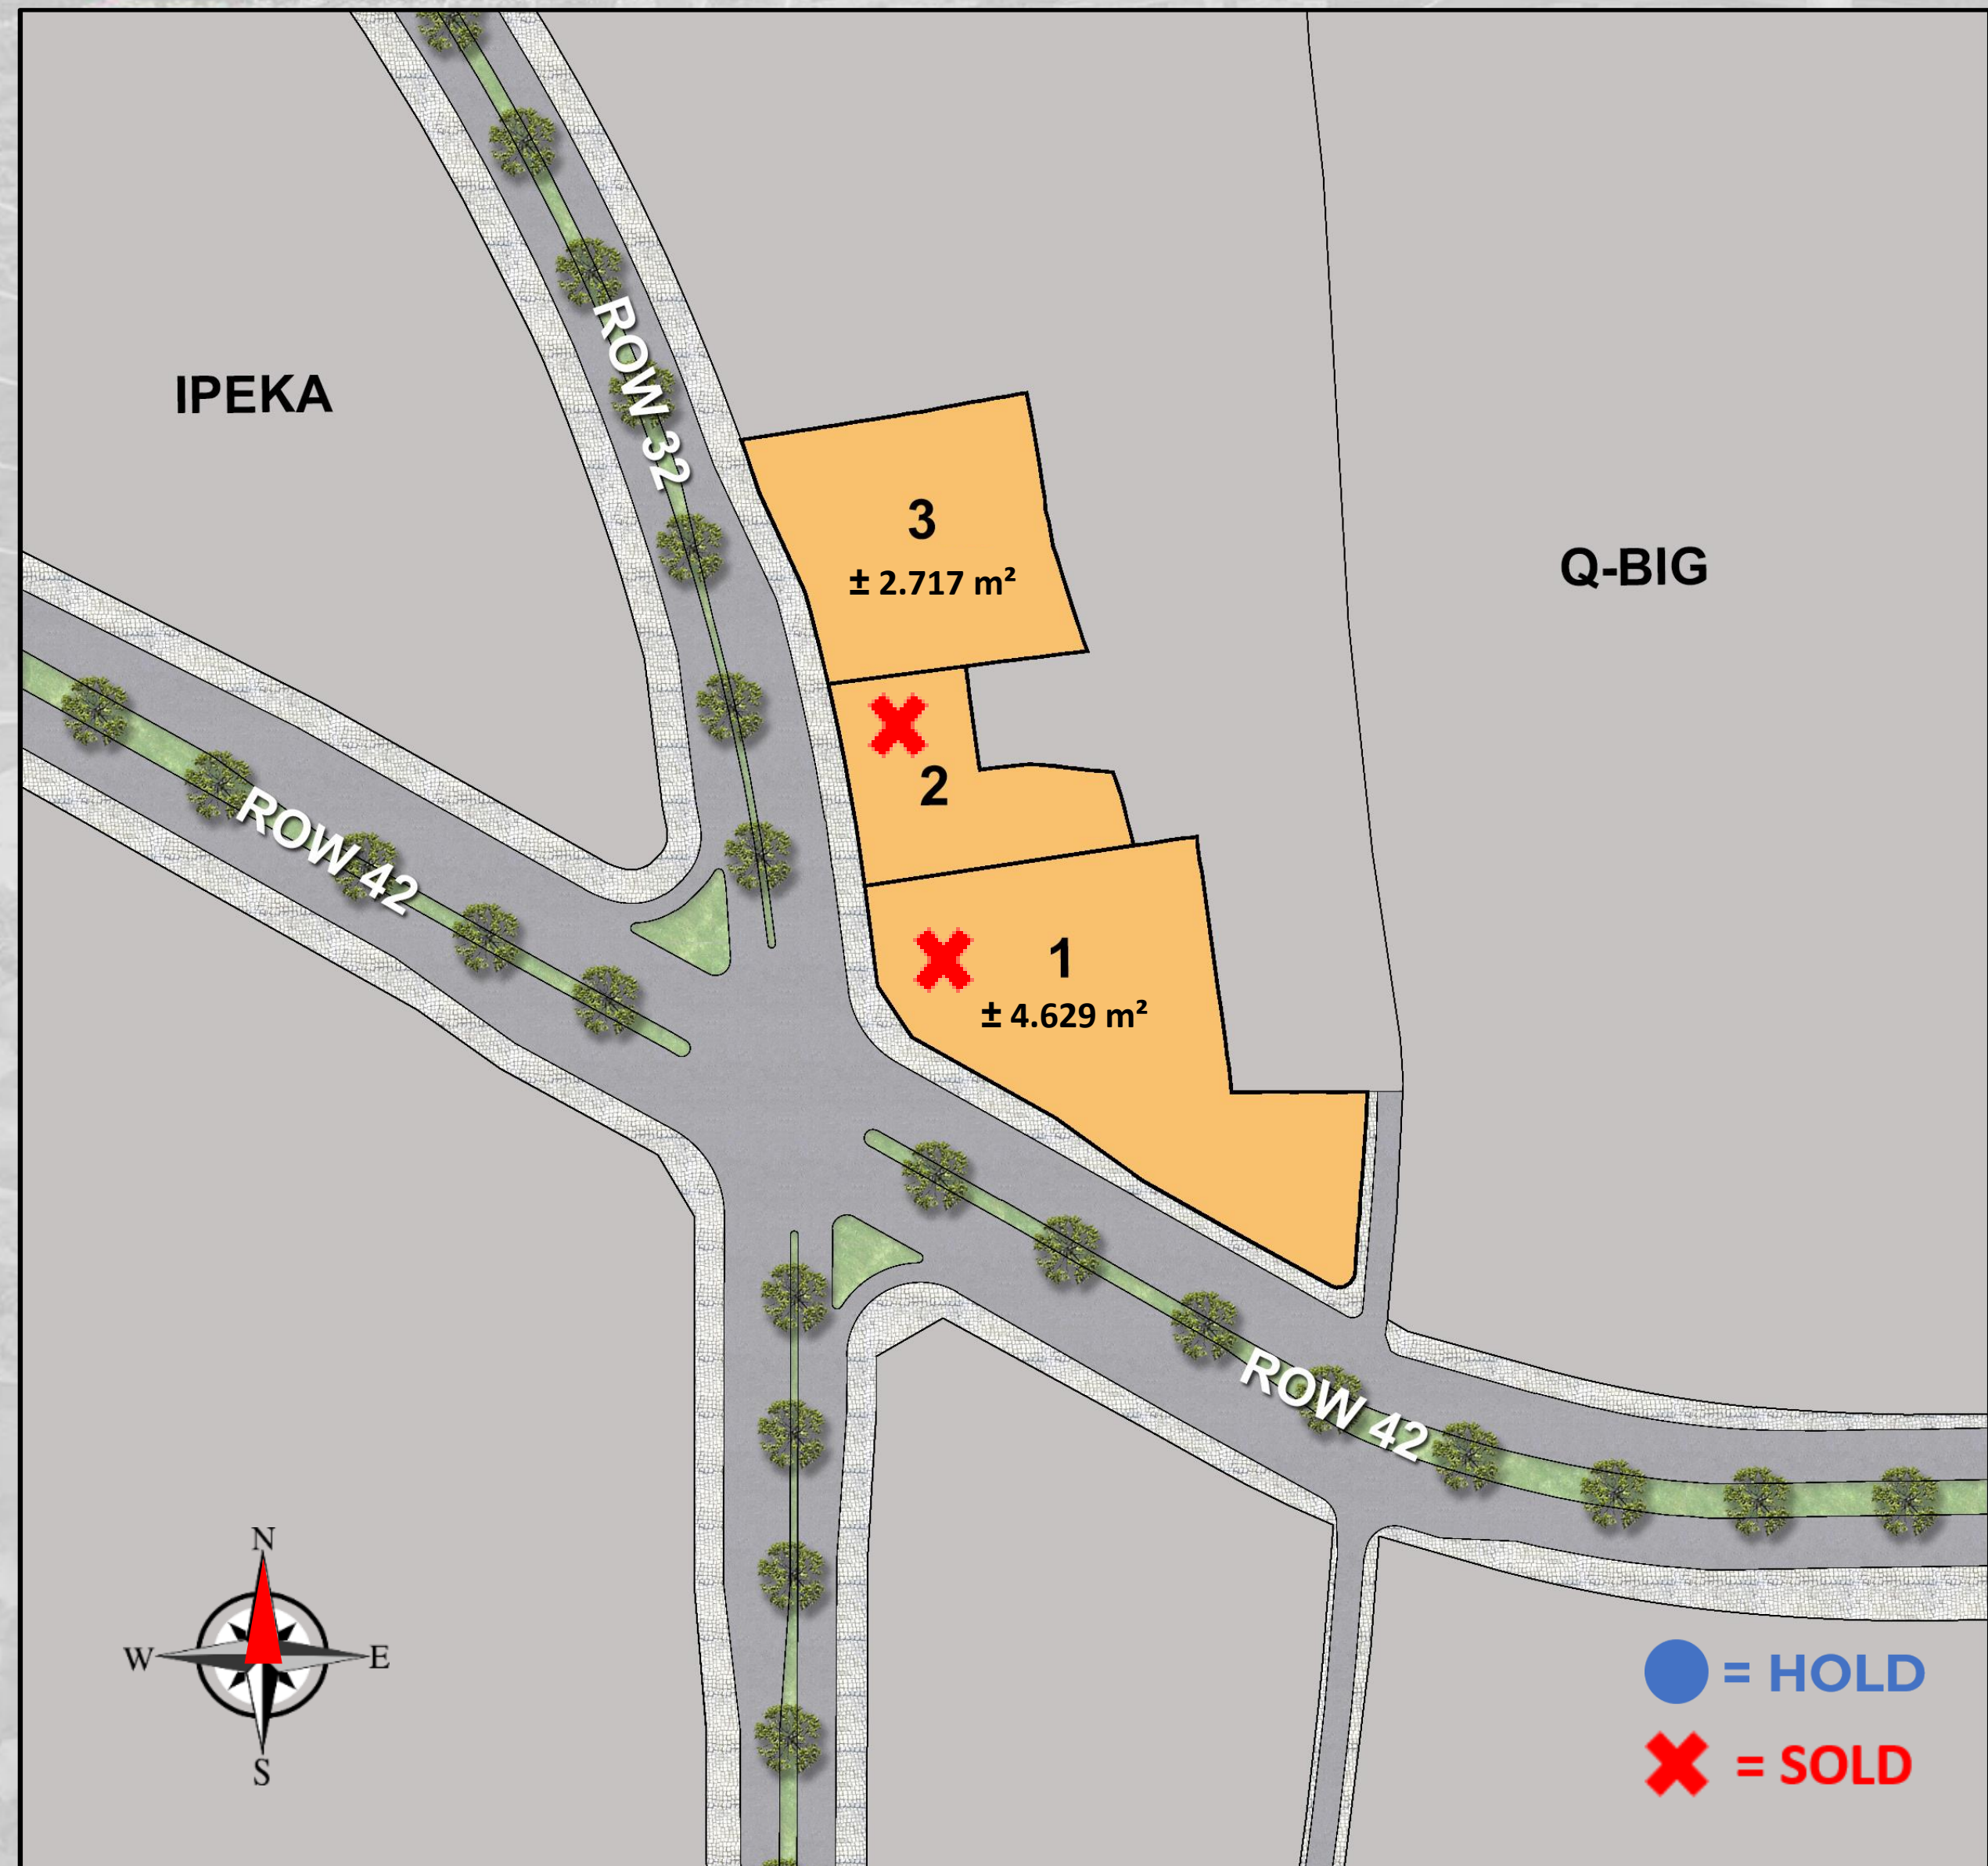 ROW 32
IPEKA
3
± 2.717 m²
Q-BIG
2
ROW 42
1
± 4.629 m²
ROW 42
N
W E
S
= HOLD
= SOLD